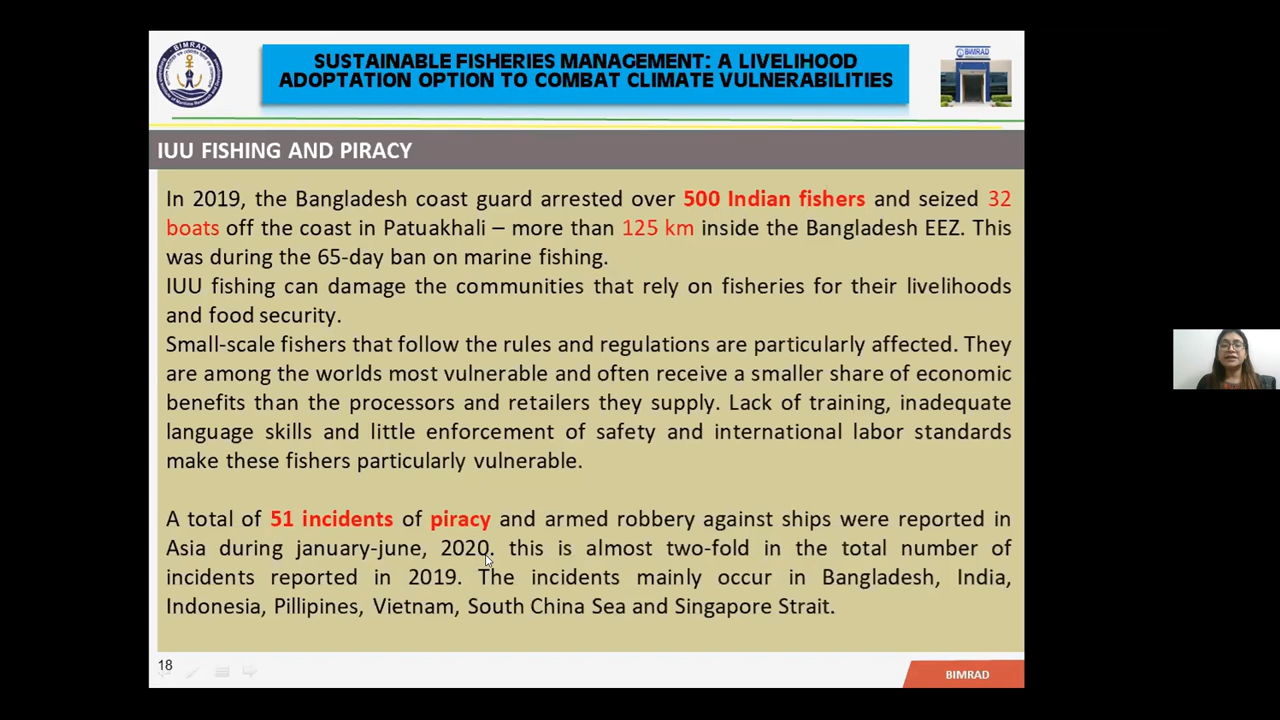 BIMRAD
SUSTAINABLE FISHERIES MANAGEMENT: A LIVELIHOOD
ADOPTATION OPTION TO COMBAT CLIMATE VULNERABILITIES
BIMRAD
IUU FISHING AND PIRACY
In 2019, the Bangladesh coast guard arrested over 500 Indian fishers and seized 32
boats off the coast in Patuakhali – more than 125 km inside the Bangladesh EEZ. This
was during the 65-day ban on marine fishing.
IUU fishing can damage the communities that rely on fisheries for their livelihoods
and food security.
Small-scale fishers that follow the rules and regulations are particularly affected. They
are among the worlds most vulnerable and often receive a smaller share of economic
benefits than the processors and retailers they supply. Lack of training, inadequate
language skills and little enforcement of safety and international labor standards
make these fishers particularly vulnerable.
A total of 51 incidents of piracy and armed robbery against ships were reported in
Asia during january-june, 2020. this is almost two-fold in the total number of
incidents reported in 2019. The incidents mainly occur in Bangladesh, India,
Indonesia, Pillipines, Vietnam, South China Sea and Singapore Strait.
18
BIMRAD